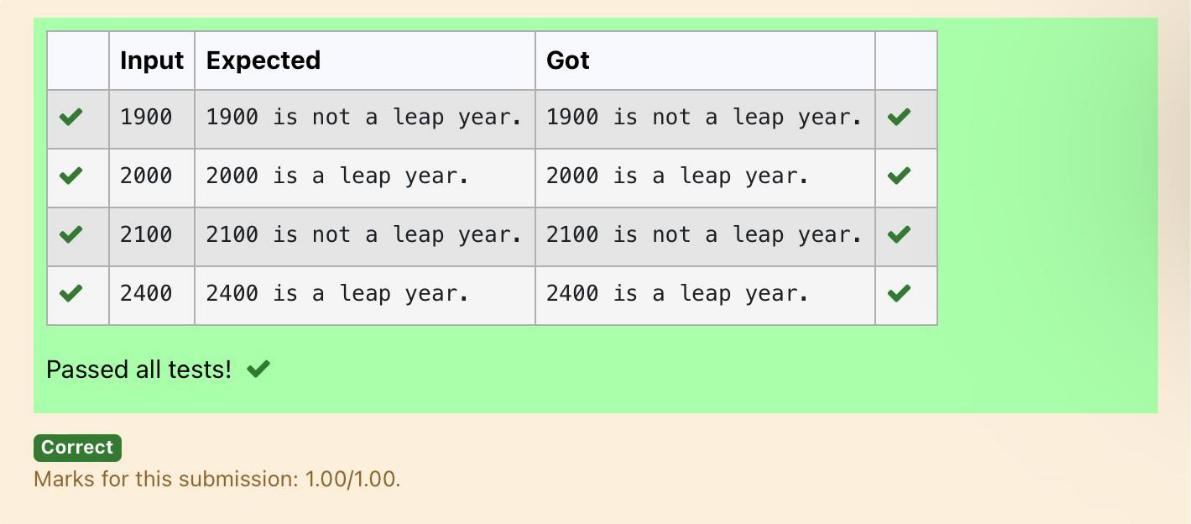 Input Expected Got
1900 1900 is not a leap year. 1900 is not a leap year.
2000 2000 is a leap year. 2000 is a leap year.
2100 2100 is not a leap year. 2100 is not a leap year.
2400 2400 is a leap year. 2400 is a leap year.
Passed all tests!
Correct
Marks for this submission: 1.00/1.00.